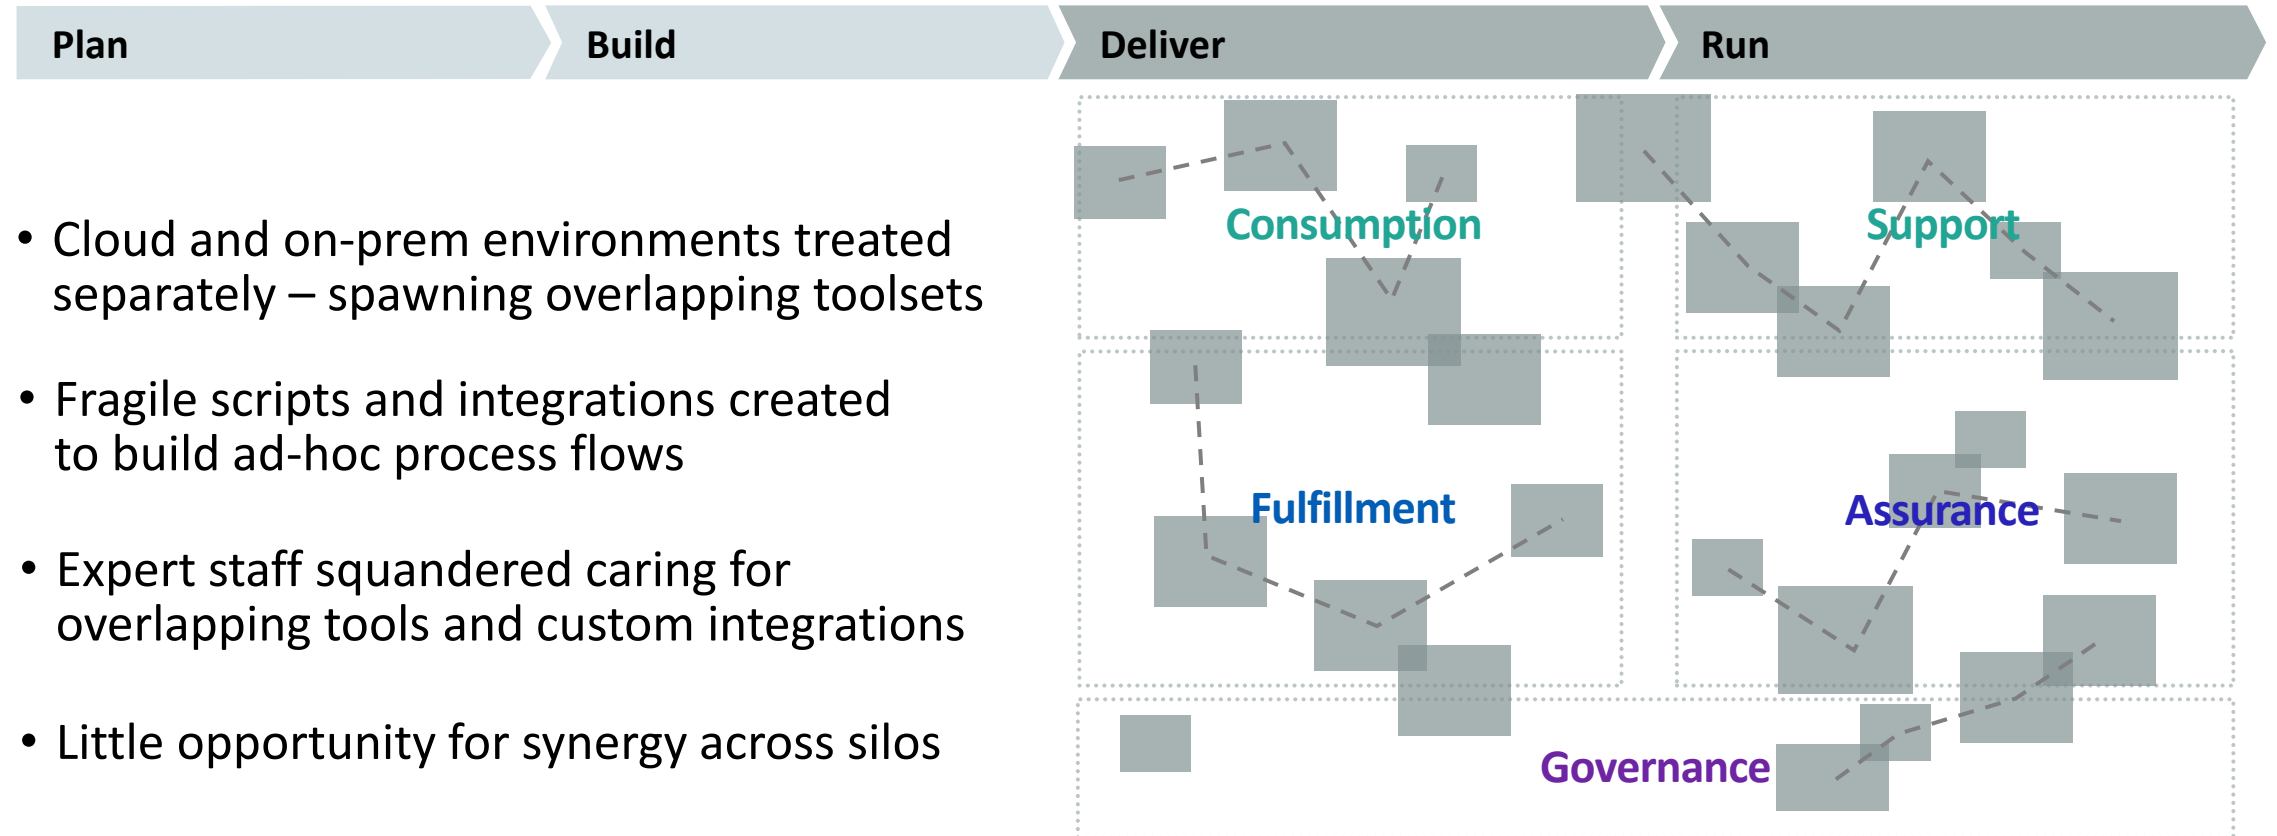 Plan
Build
Deliver
Run
• Cloud and on-prem environments treated
separately – spawning overlapping toolsets
• Fragile scripts and integrations created
to build ad-hoc process flows
• Expert staff squandered caring for
overlapping tools and custom integrations
• Little opportunity for synergy across silos
Consumption
Support
Fulfillment
Assurance
Governance